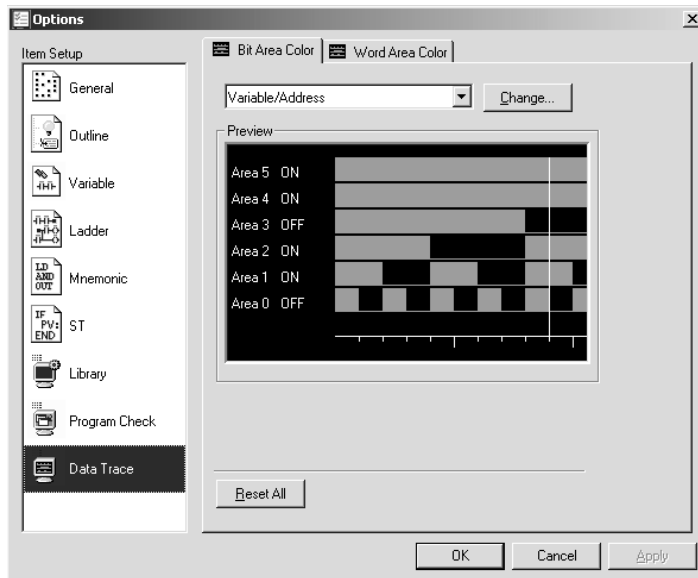 Options
Item Setup
General
Outline
Variable
Ladder
LD
AND
OUT
Mnemonic
IF
PV:
END
ST
Library
Program Check
Data Trace
Bit Area Color
Word Area Color
Variable/Address
Change...
Preview
Area 5 ON
Area 4 ON
Area 3 OFF
Area 2 ON
Area 1 ON
Area 0 OFF
Reset All
OK
Cancel
Apply